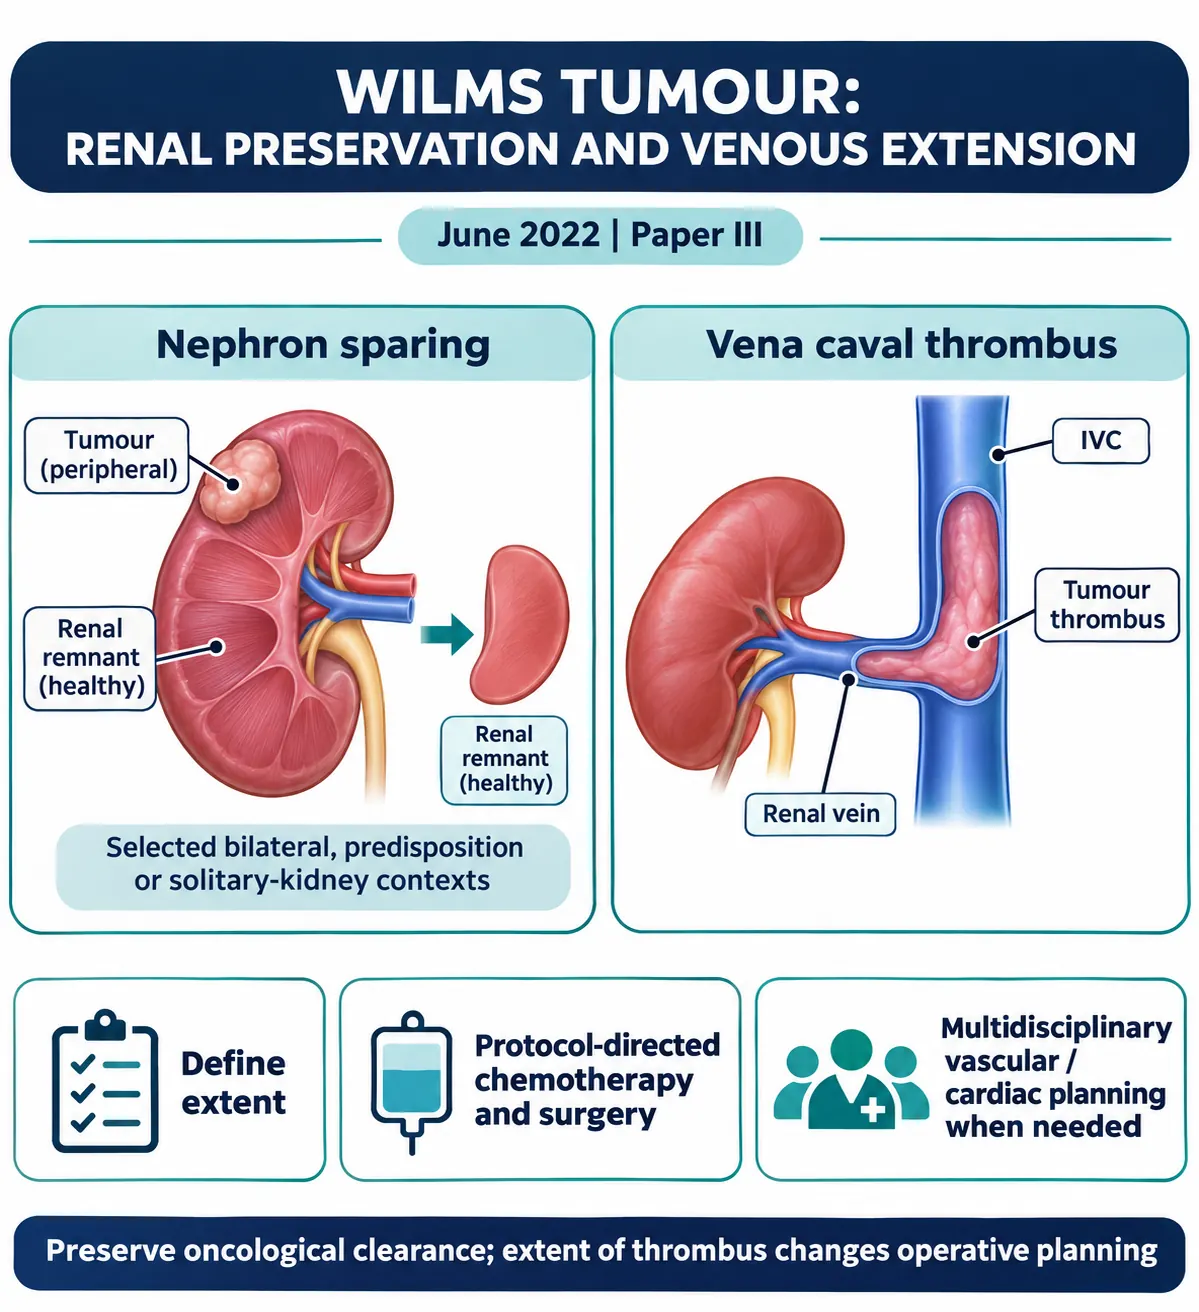 WILMS TUMOUR:
RENAL PRESERVATION AND VENOUS EXTENSION
June 2022 | Paper III
Nephron sparing
Tumour
(peripheral)
Renal
remnant
(healthy)
Renal
remnant
(healthy)
Selected bilateral, predisposition
or solitary-kidney contexts
Vena caval thrombus
IVC
Tumour
thrombus
Renal vein
Define
extent
Protocol-directed
chemotherapy
and surgery
Multidisciplinary
vascular /
cardiac planning
when needed
Preserve oncological clearance; extent of thrombus changes operative planning